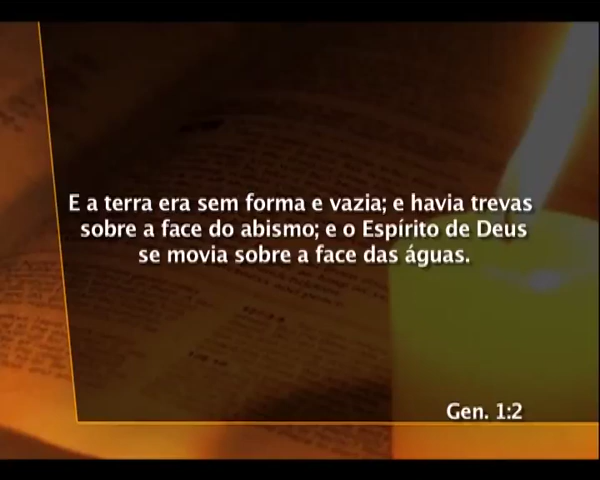 E a terra era sem forma e vazia; e havia trevas
sobre a face do abismo; e o Espírito de Deus
se movia sobre a face das águas.
Gen. 1:2